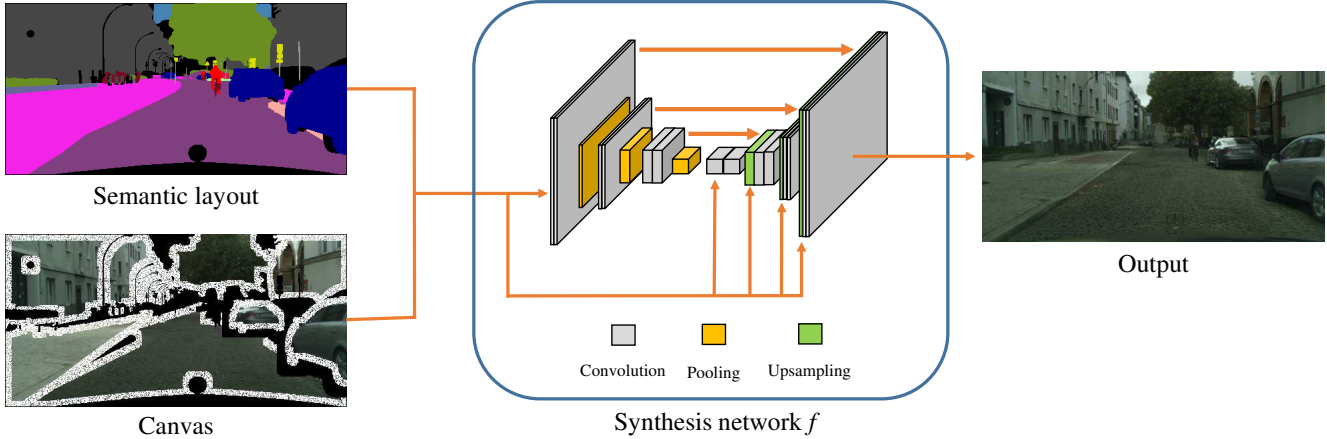 Semantic layout
Canvas
Convolution
Pooling
Upsampling
Synthesis network f
Output